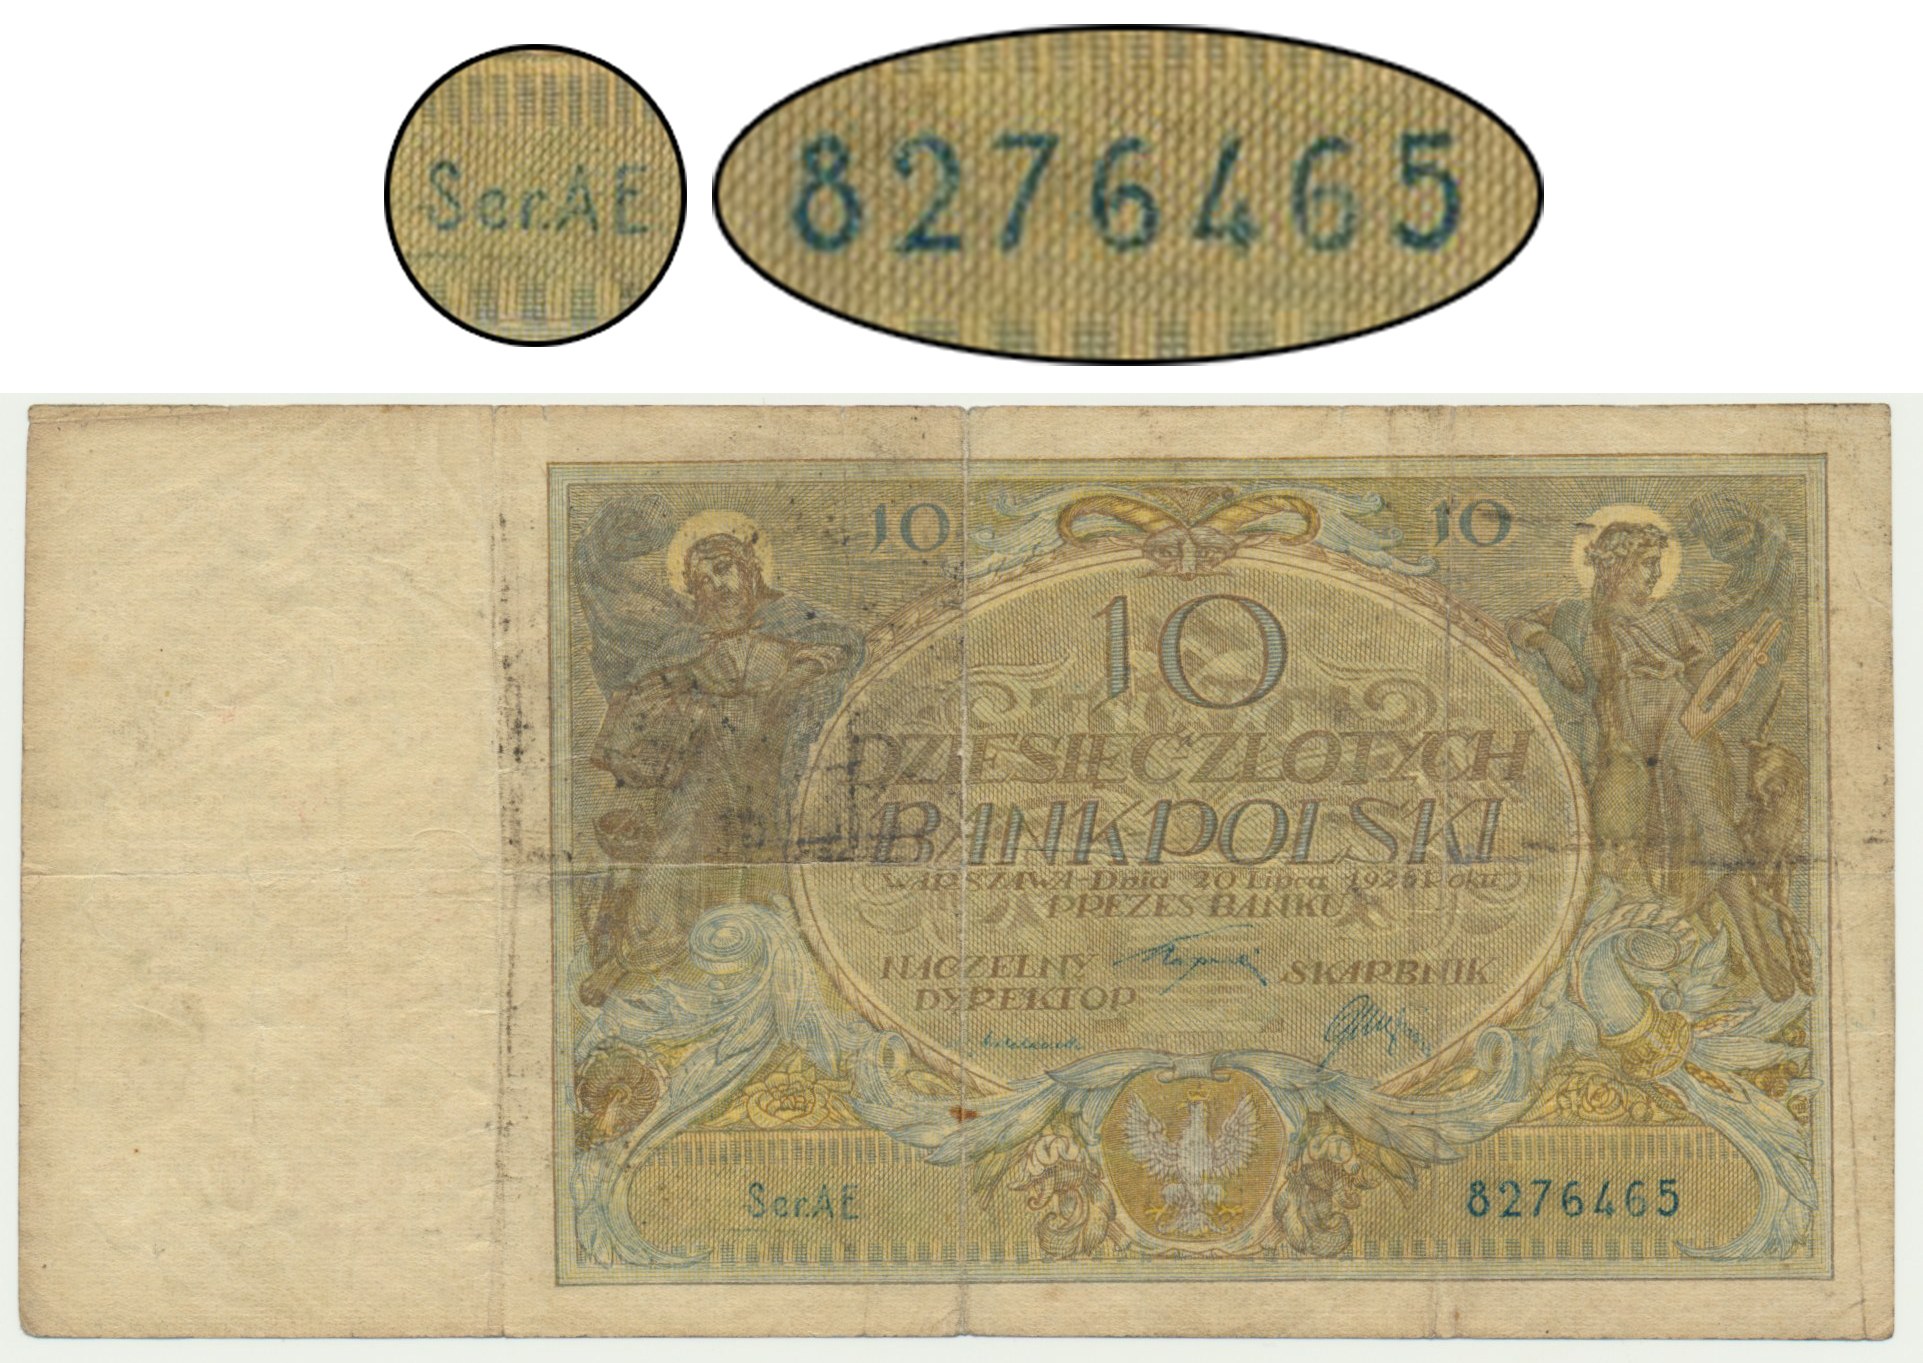 Ser.AE
8276465
10
10
10
DZIESIĘĆ ZŁOTYCH
BANK POLSKI
WARSZAWA-Dnia 20 Lipca 1926 Roku
PREZES BANKU
NACZELNY
DYREKTOR
SKARBNIK
Ser.AE
8276465